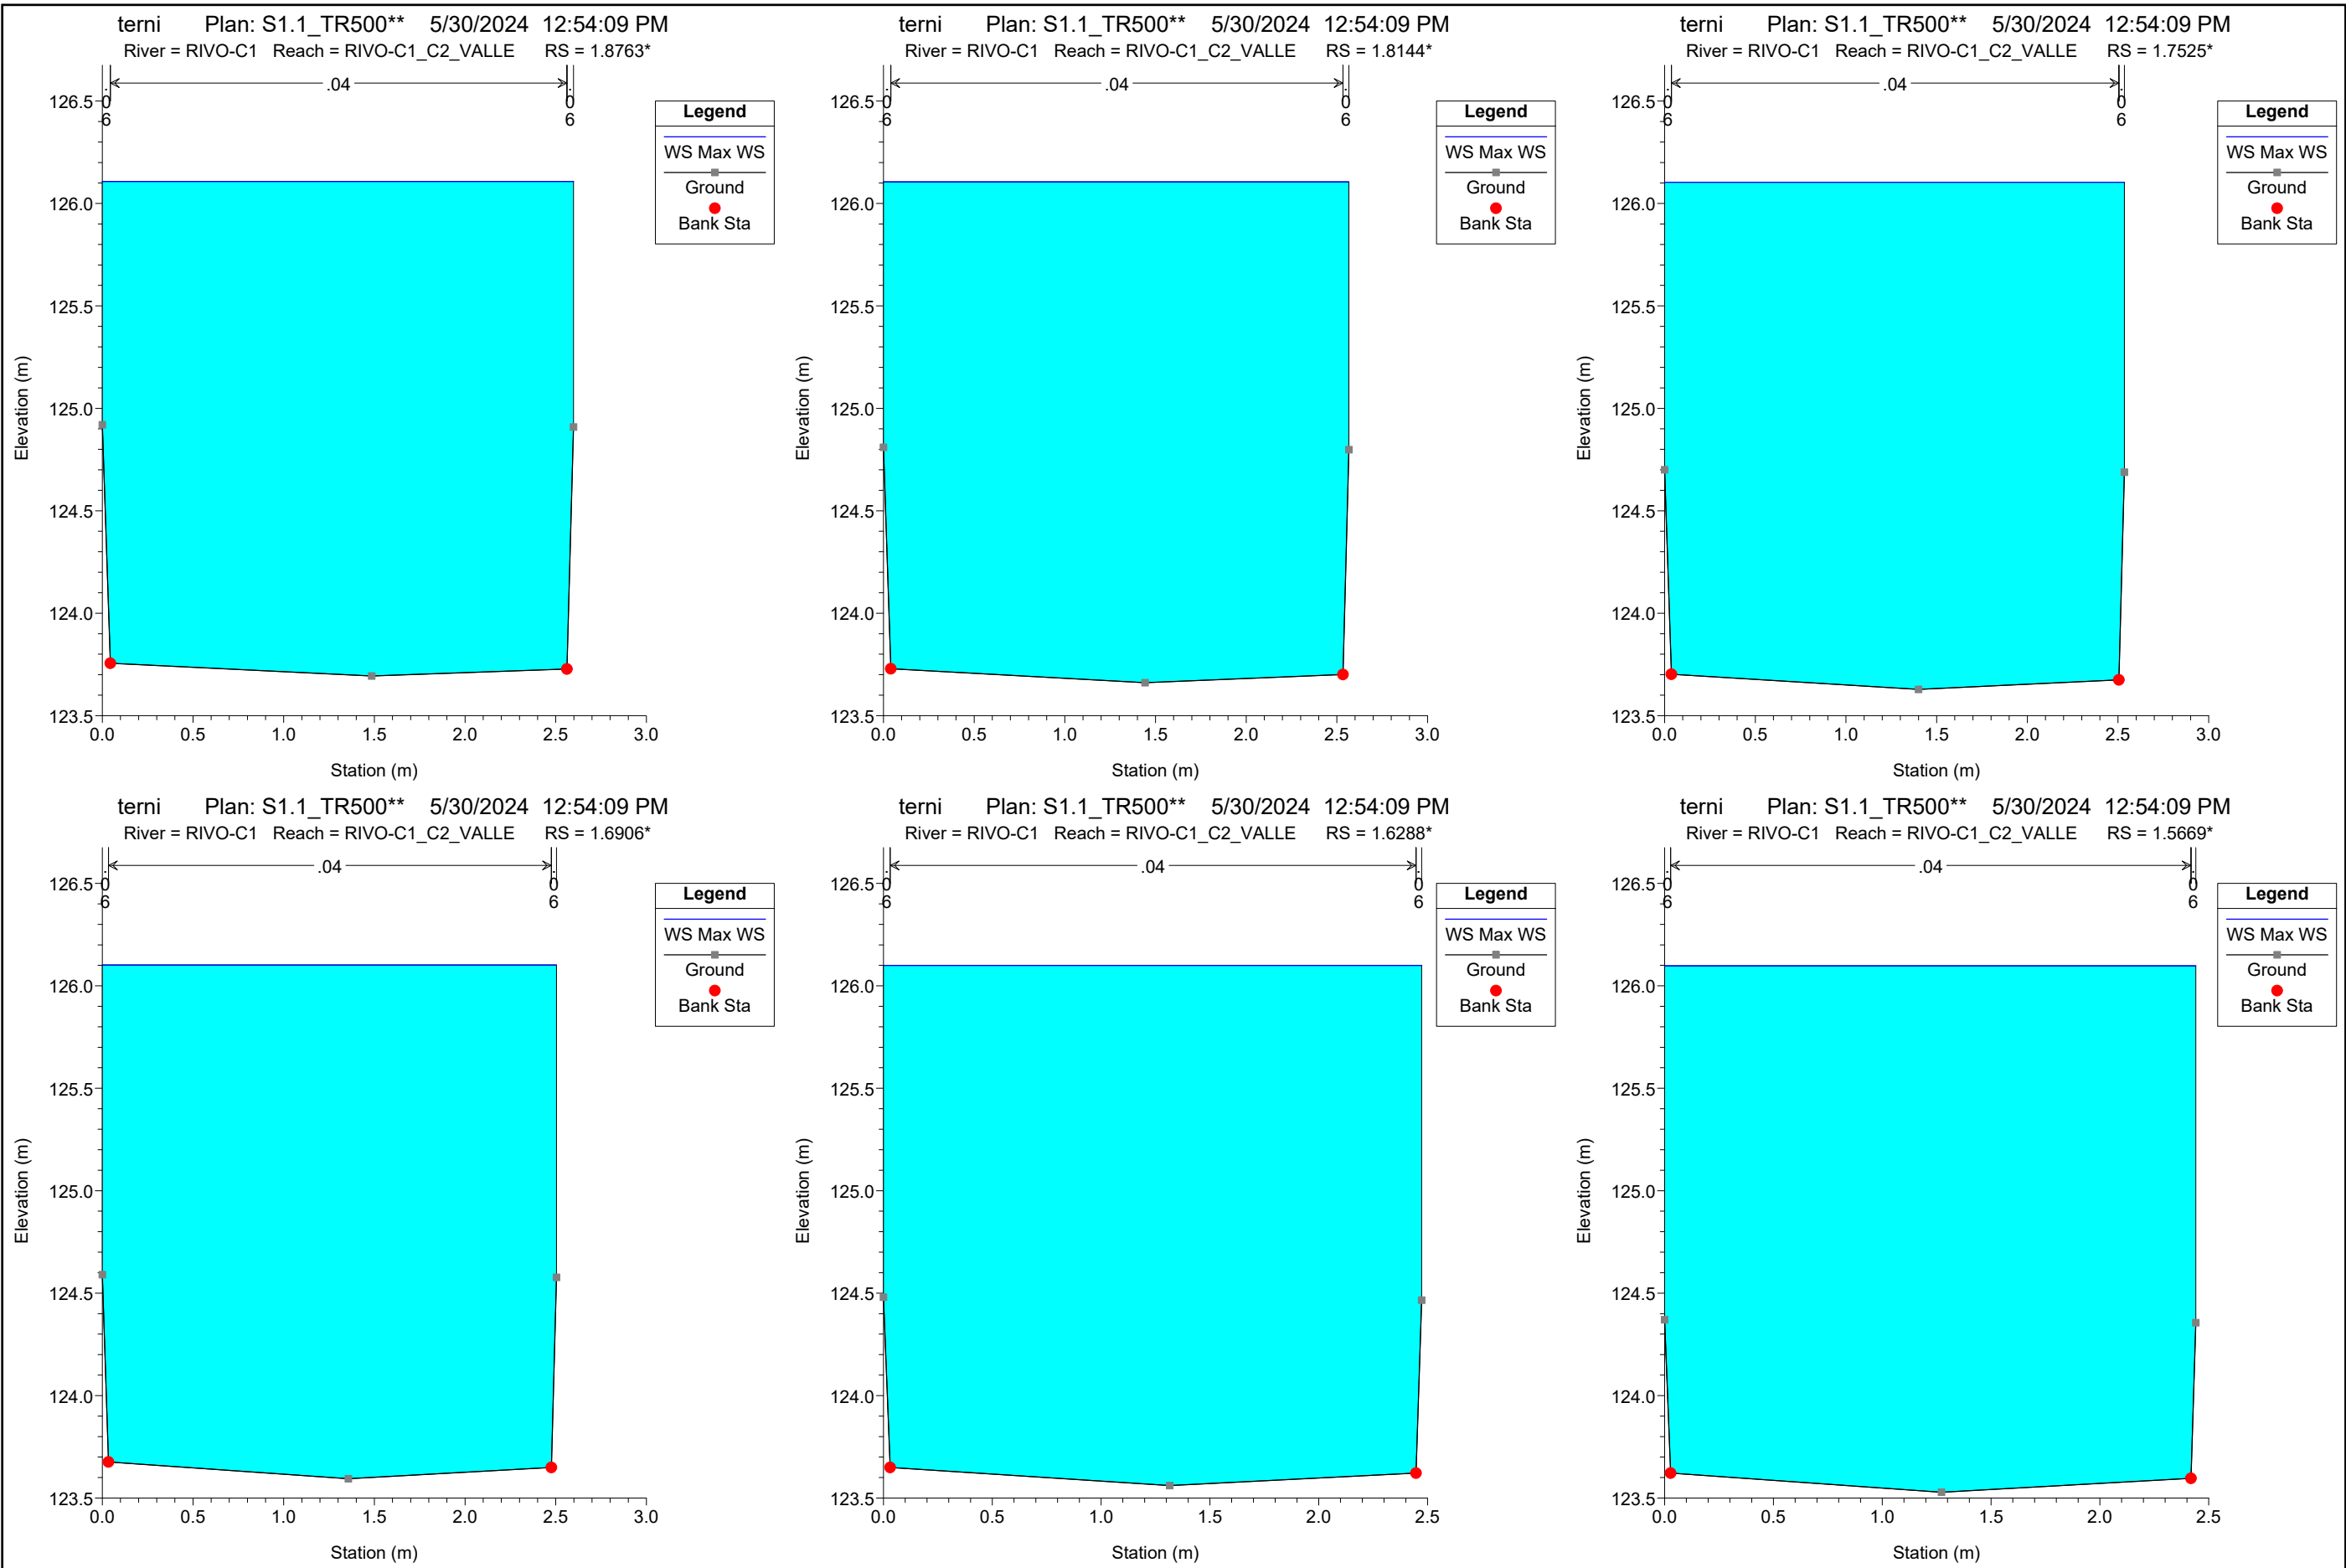 terni Plan: S1.1_TR500** 5/30/2024 12:54:09 PM
River = RIVO-C1 Reach = RIVO-C1_C2_VALLE RS = 1.8763*
.06
.04
.06
Legend
WS Max WS
Ground
Bank Sta
Elevation (m)
126.5
126.0
125.5
125.0
124.5
124.0
123.5
0.0 0.5 1.0 1.5 2.0 2.5 3.0
Station (m)
terni Plan: S1.1_TR500** 5/30/2024 12:54:09 PM
River = RIVO-C1 Reach = RIVO-C1_C2_VALLE RS = 1.8144*
.06
.04
.06
Legend
WS Max WS
Ground
Bank Sta
Elevation (m)
126.5
126.0
125.5
125.0
124.5
124.0
123.5
0.0 0.5 1.0 1.5 2.0 2.5 3.0
Station (m)
terni Plan: S1.1_TR500** 5/30/2024 12:54:09 PM
River = RIVO-C1 Reach = RIVO-C1_C2_VALLE RS = 1.7525*
.06
.04
.06
Legend
WS Max WS
Ground
Bank Sta
Elevation (m)
126.5
126.0
125.5
125.0
124.5
124.0
123.5
0.0 0.5 1.0 1.5 2.0 2.5 3.0
Station (m)
terni Plan: S1.1_TR500** 5/30/2024 12:54:09 PM
River = RIVO-C1 Reach = RIVO-C1_C2_VALLE RS = 1.6906*
.06
.04
.06
Legend
WS Max WS
Ground
Bank Sta
Elevation (m)
126.5
126.0
125.5
125.0
124.5
124.0
123.5
0.0 0.5 1.0 1.5 2.0 2.5 3.0
Station (m)
terni Plan: S1.1_TR500** 5/30/2024 12:54:09 PM
River = RIVO-C1 Reach = RIVO-C1_C2_VALLE RS = 1.6288*
.06
.04
.06
Legend
WS Max WS
Ground
Bank Sta
Elevation (m)
126.5
126.0
125.5
125.0
124.5
124.0
123.5
0.0 0.5 1.0 1.5 2.0 2.5
Station (m)
terni Plan: S1.1_TR500** 5/30/2024 12:54:09 PM
River = RIVO-C1 Reach = RIVO-C1_C2_VALLE RS = 1.5669*
.06
.04
.06
Legend
WS Max WS
Ground
Bank Sta
Elevation (m)
126.5
126.0
125.5
125.0
124.5
124.0
123.5
0.0 0.5 1.0 1.5 2.0 2.5
Station (m)